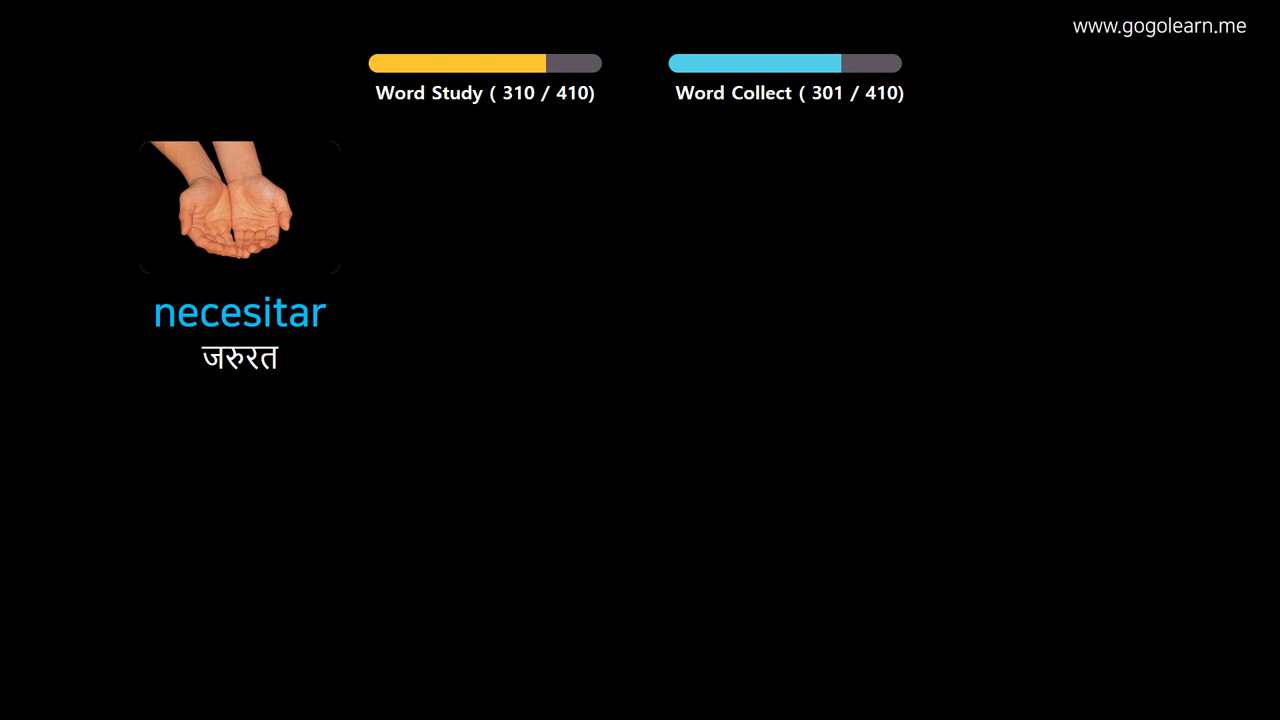 www.gogolearn.me
Word Study ( 310 / 410)
Word Collect ( 301 / 410)
necesitar
जरुरत